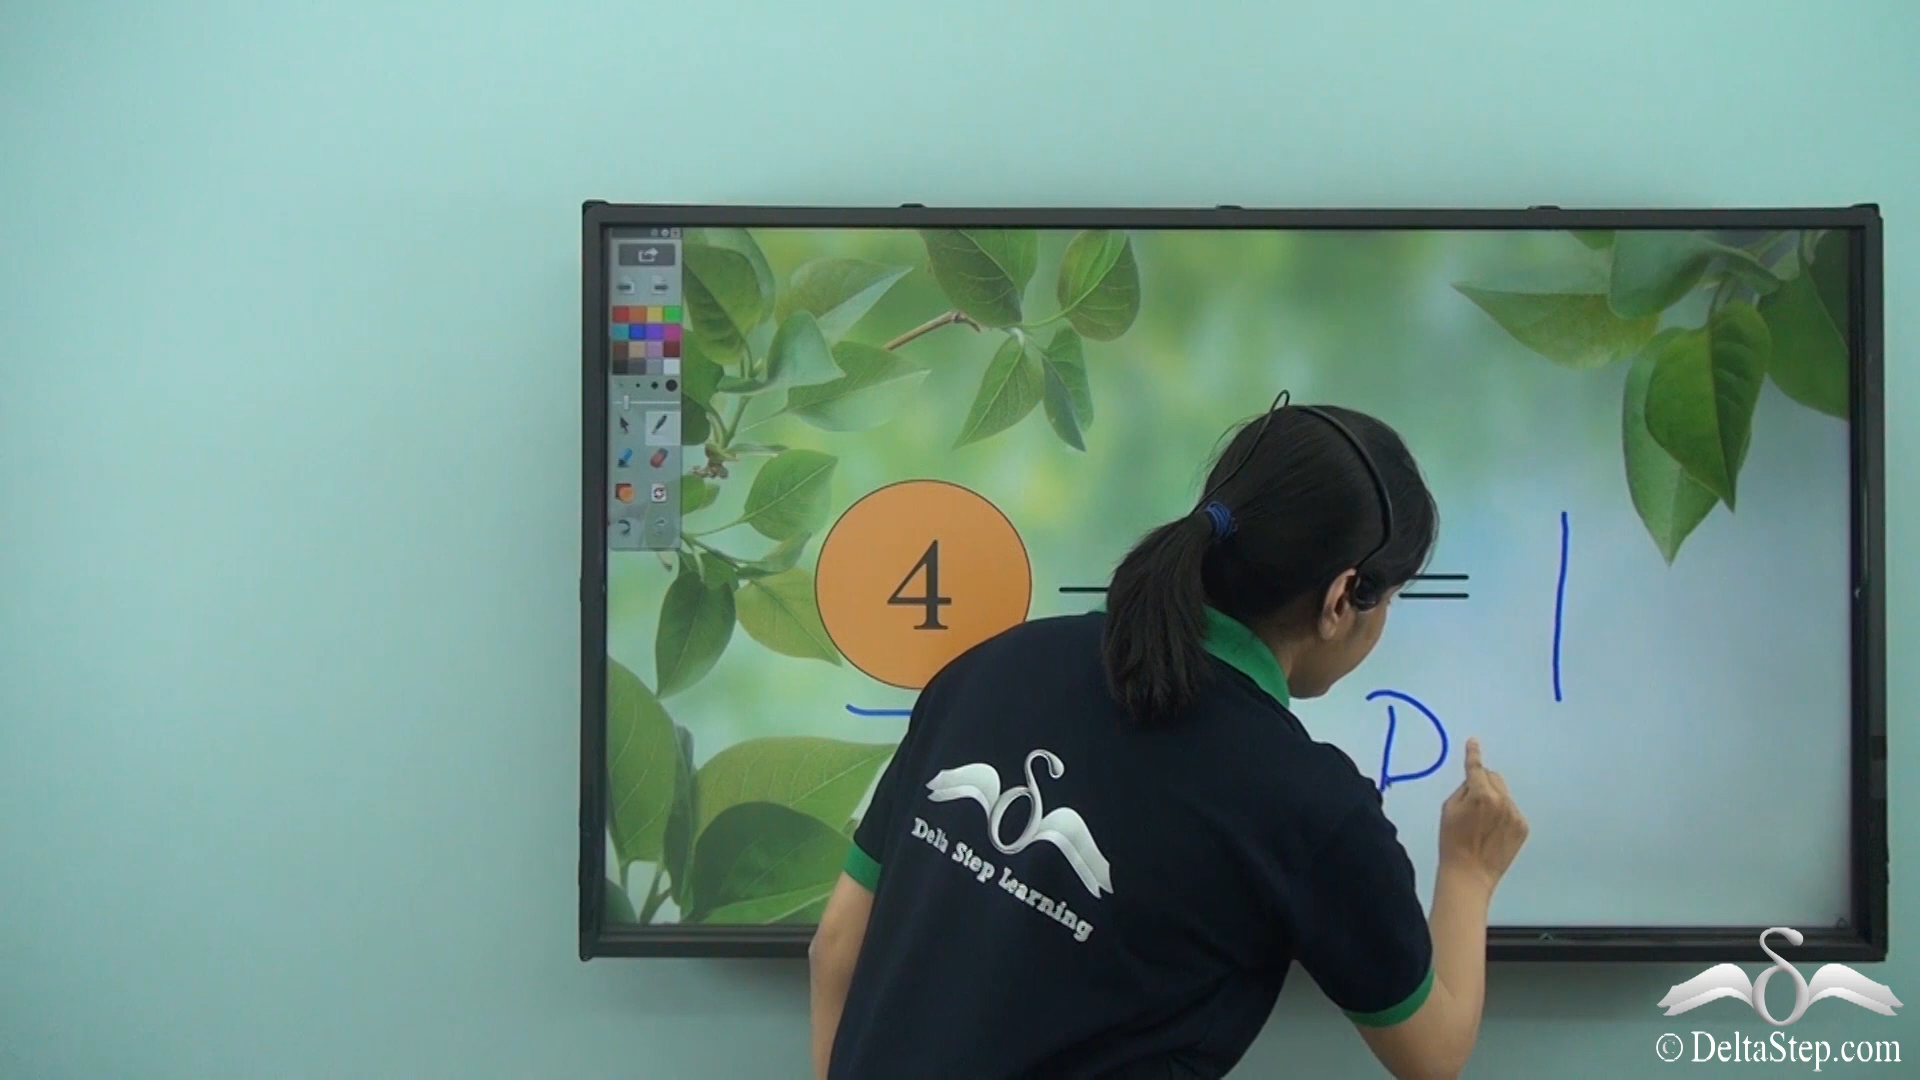 4 — = 1
D
Delta Step Learning
© DeltaStep.com